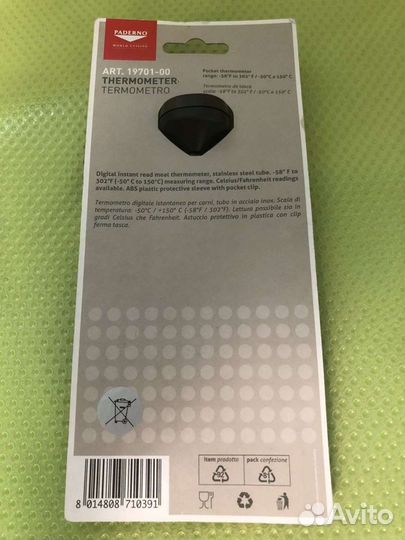 PADERNO
WORLD CUISINE
ART. 19701-00
THERMOMETER
TERMOMETRO
Pocket thermometer
range: -58°F to 302° F / -50°C a 150° C
Termometro da tasca
scala: -58°F to 302° F / -50°C a 150° C
Digital instant read meat thermometer, stainless steel tube. -58° F to
302°F (-50° C to 150°C) measuring range. Celsius/Fahrenheit readings
available. ABS plastic protective sleeve with pocket clip.
Termometro digitale istantaneo per carni, tubo in acciaio inox. Scala di
temperatura: -50°C / +150° C (-58°F / 302°F). Lettura possibile sia in
gradi Celsius che Fahrenheit. Astuccio protettivo in plastica con clip
ferma tasca.
item prodotto
pack confezione
8 014808 710391
Avito